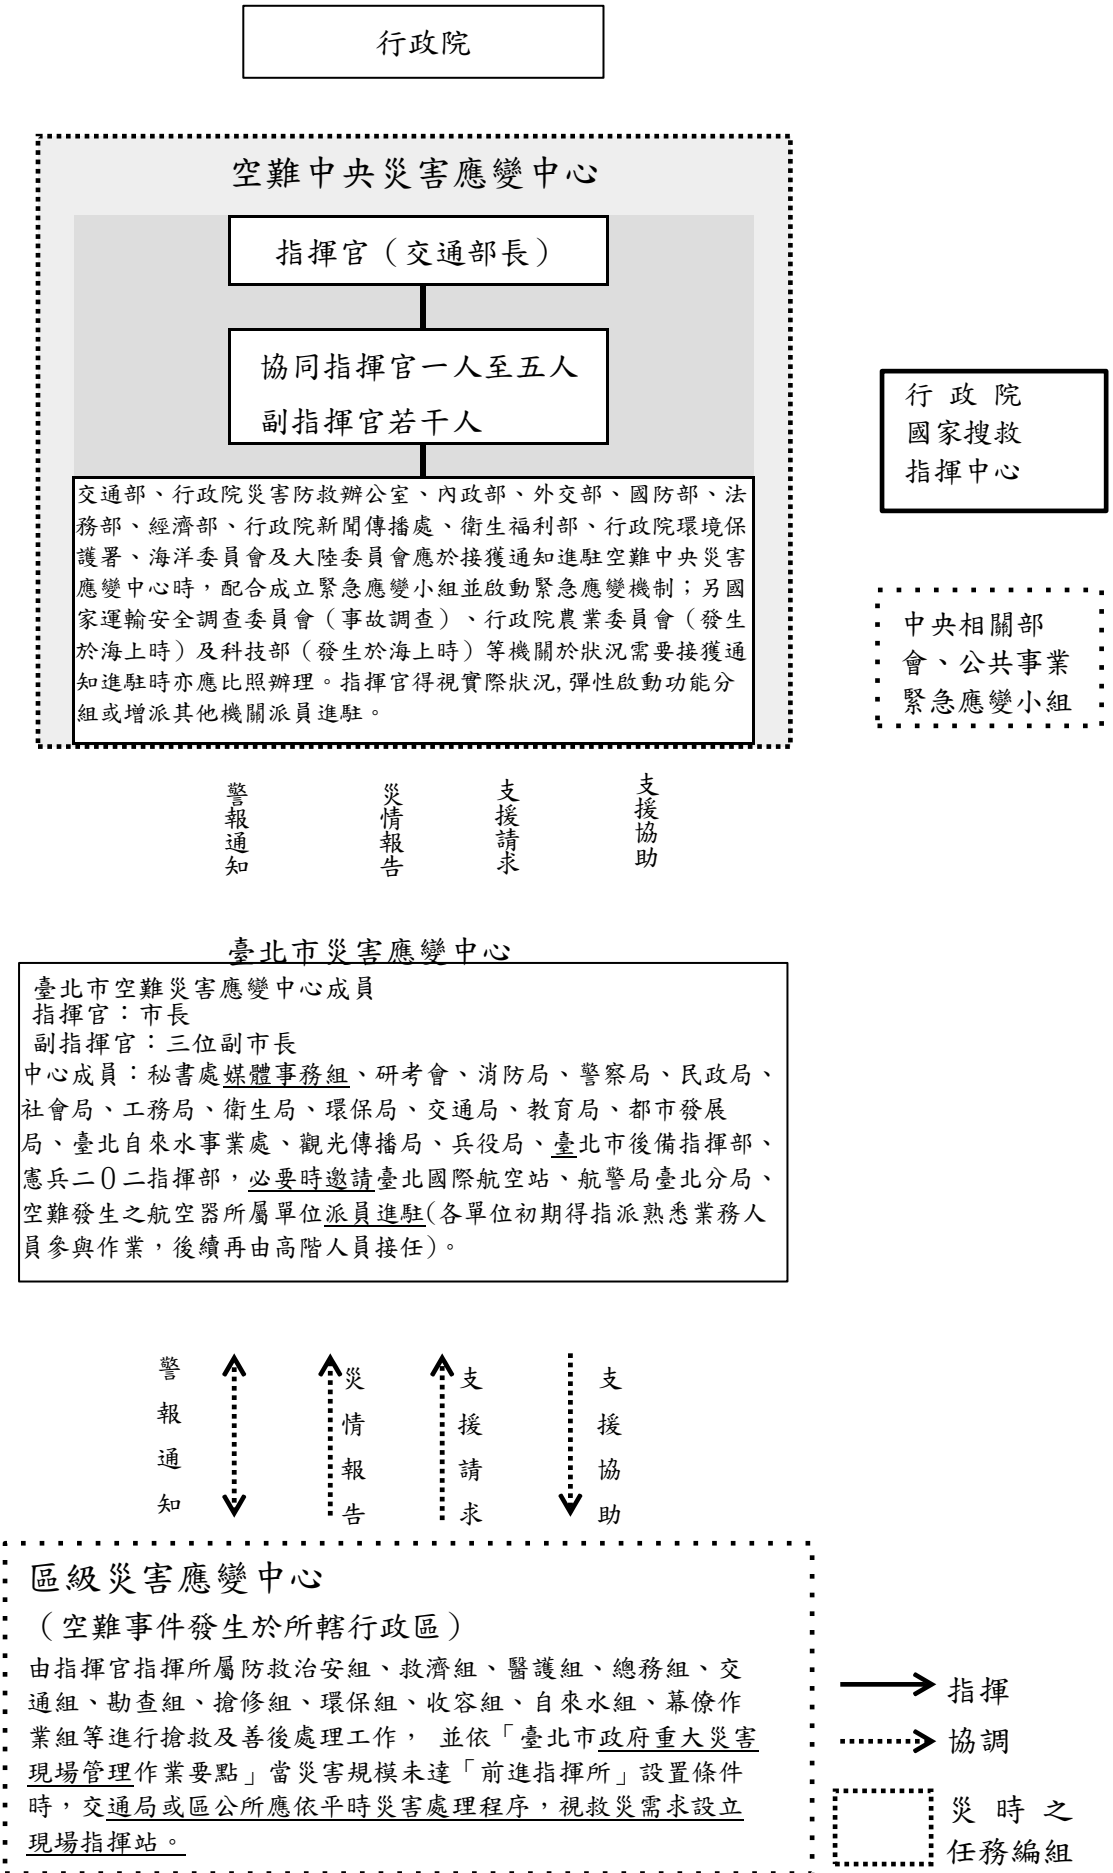 行政院
空難中央災害應變中心
指揮官（交通部長）
協同指揮官一人至五人
副指揮官若干人
交通部、行政院災害防救辦公室、內政部、外交部、國防部、法
務部、經濟部、行政院新聞傳播處、衛生福利部、行政院環境保
護署、海洋委員會及大陸委員會應於接獲通知進駐空難中央災害
應變中心時，配合成立緊急應變小組並啟動緊急應變機制；另國
家運輸安全調查委員會（事故調查）、行政院農業委員會（發生
於海上時）及科技部（發生於海上時）等機關於狀況需要接獲通
知進駐時亦應比照辦理。指揮官得視實際狀況,彈性啟動功能分
組或增派其他機關派員進駐。
行 政 院
國家搜救
指揮中心
中央相關部
會、公共事業
緊急應變小組
警報通知
災情報告
支援請求
支援協助
臺北市災害應變中心
臺北市空難災害應變中心成員
指揮官：市長
副指揮官：三位副市長
中心成員：秘書處媒體事務組、研考會、消防局、警察局、民政局、
社會局、工務局、衛生局、環保局、交通局、教育局、都市發展
局、臺北自來水事業處、觀光傳播局、兵役局、臺北市後備指揮部、
憲兵二0二指揮部，必要時邀請臺北國際航空站、航警局臺北分局、
空難發生之航空器所屬單位派員進駐(各單位初期得指派熟悉業務人
員參與作業，後續再由高階人員接任)。
警報通知
災情報告
支援請求
支援協助
區級災害應變中心
（空難事件發生於所轄行政區）
由指揮官指揮所屬防救治安組、救濟組、醫護組、總務組、交
通組、勘查組、搶修組、環保組、收容組、自來水組、幕僚作
業組等進行搶救及善後處理工作， 並依「臺北市政府重大災害
現場管理作業要點」當災害規模未達「前進指揮所」設置條件
時，交通局或區公所應依平時災害處理程序，視救災需求設立
現場指揮站。
指揮
協調
災 時 之
任務編組